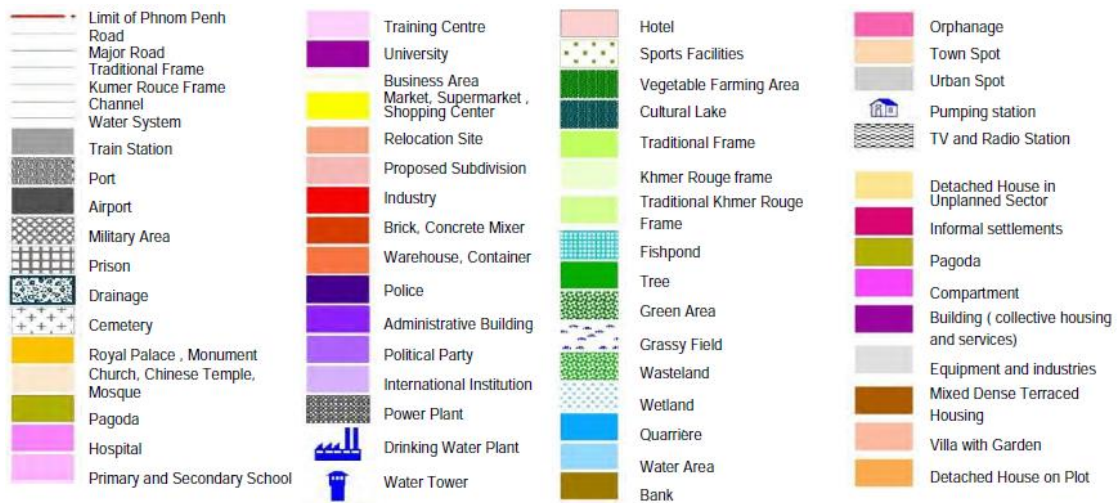 Limit of Phnom Penh
Road
Major Road
Traditional Frame
Kumer Rouce Frame
Channel
Water System
Train Station
Port
Airport
Military Area
Prison
Drainage
Cemetery
Royal Palace , Monument
Church, Chinese Temple,
Mosque
Pagoda
Hospital
Primary and Secondary School
Training Centre
University
Business Area
Market, Supermarket ,
Shopping Center
Relocation Site
Proposed Subdivision
Industry
Brick, Concrete Mixer
Warehouse, Container
Police
Administrative Building
Political Party
International Institution
Power Plant
Drinking Water Plant
Water Tower
Hotel
Sports Facilities
Vegetable Farming Area
Cultural Lake
Traditional Frame
Khmer Rouge frame
Traditional Khmer Rouge
Frame
Fishpond
Tree
Green Area
Grassy Field
Wasteland
Wetland
Quarrière
Water Area
Bank
Orphanage
Town Spot
Urban Spot
Pumping station
TV and Radio Station
Detached House in
Unplanned Sector
Informal settlements
Pagoda
Compartment
Building ( collective housing
and services)
Equipment and industries
Mixed Dense Terraced
Housing
Villa with Garden
Detached House on Plot